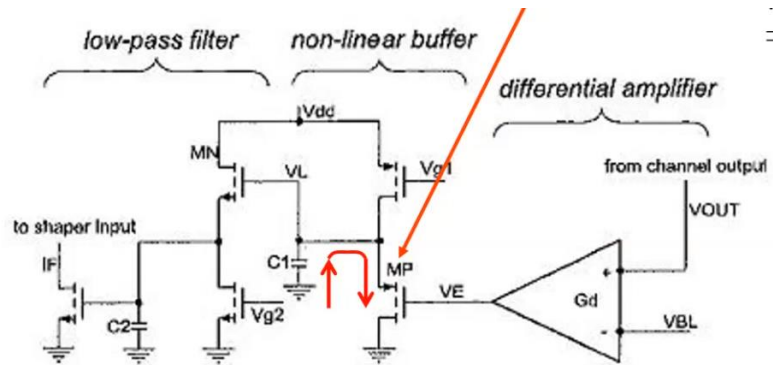 low-pass filter
non-linear buffer
differential amplifier
Vdd
MN
VL
Vg1
from channel output
to shaper Input
VOUT
IF
C1
MP
VE
Gd
C2
Vg2
VBL
+
-